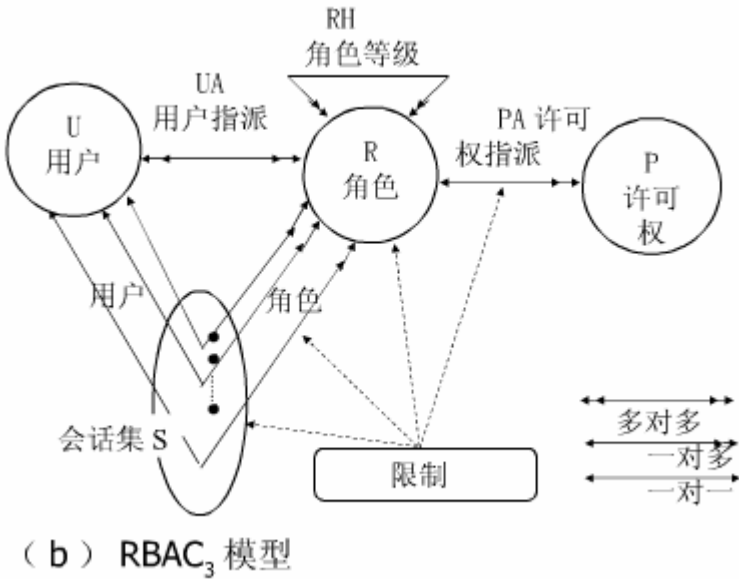 RH
角色等级
UA
用户指派
U
用户
R
角色
PA 许可
权指派
P
许可
权
用户
角色
会话集 S
限制
多对多
一对多
一对一
（b） RBAC₃ 模型